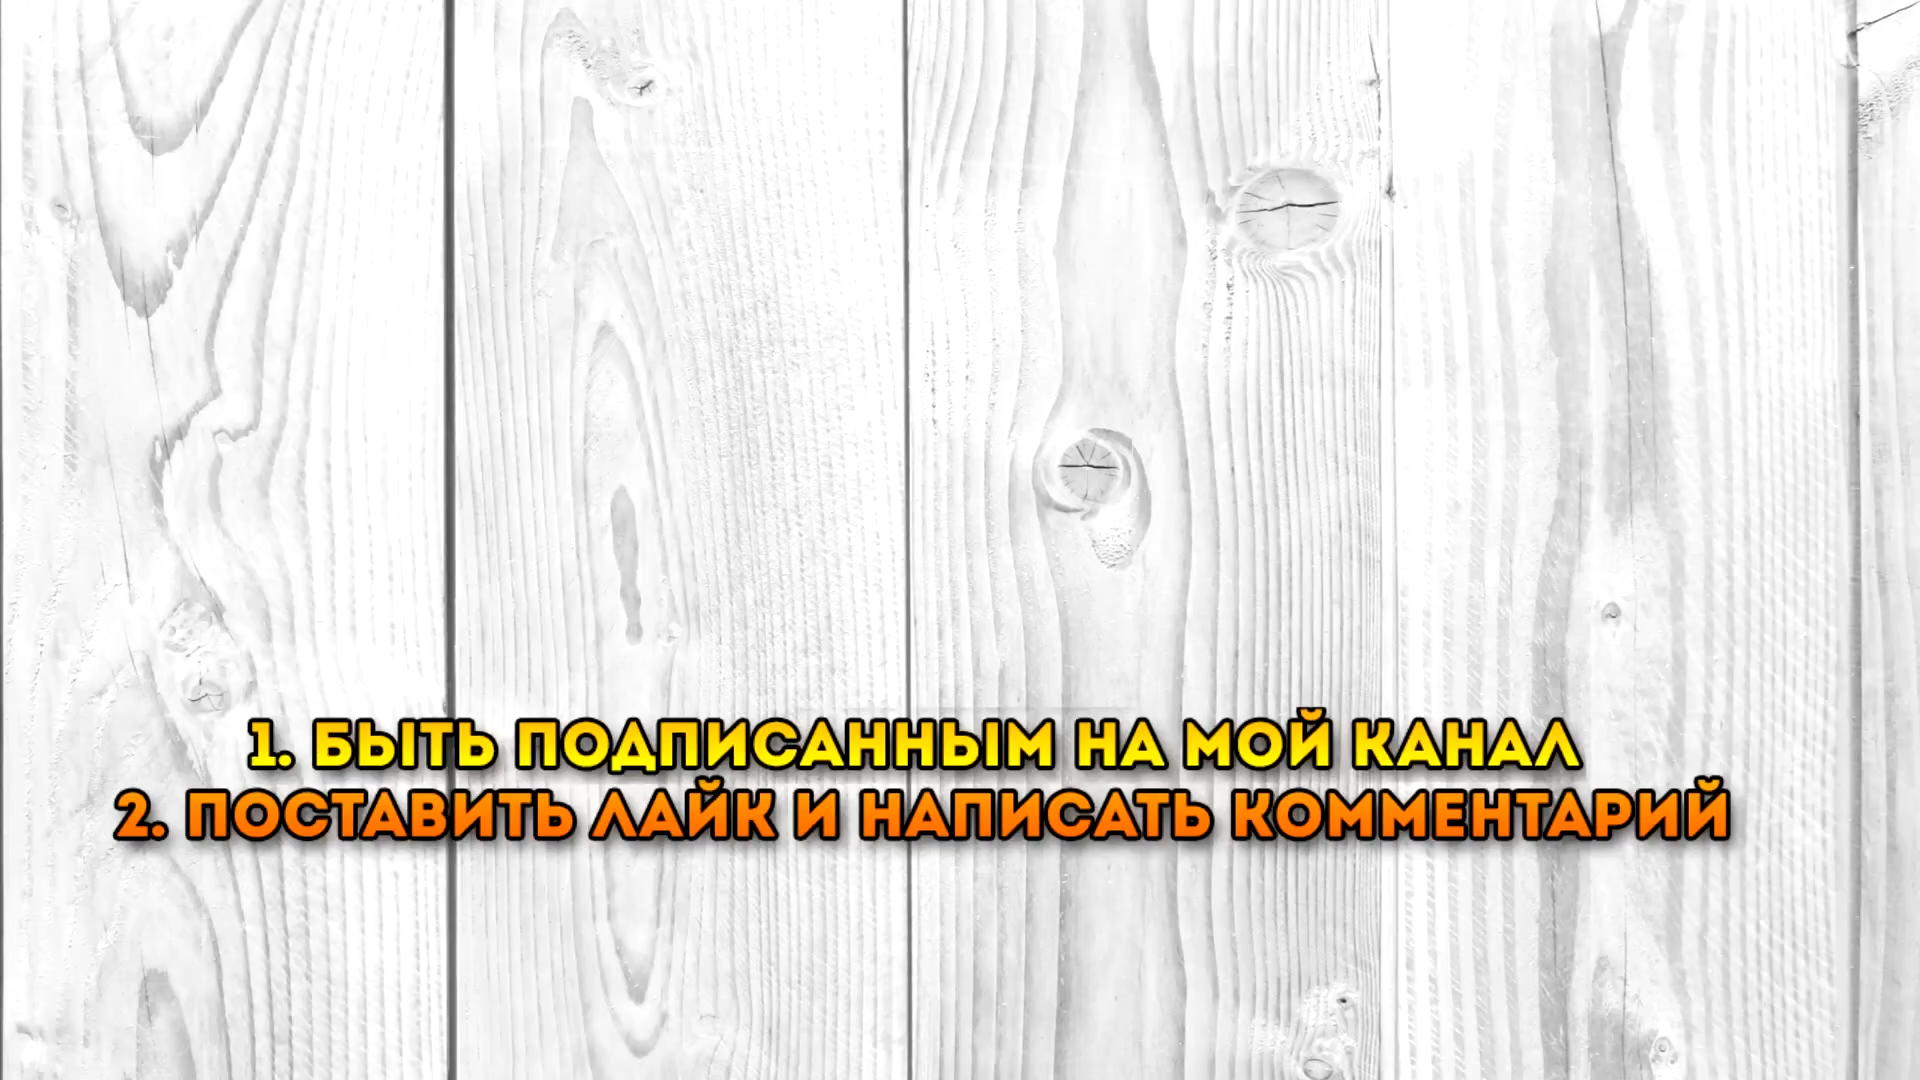 1. БЫТЬ ПОДПИСАННЫМ НА МОЙ КАНАЛ
2. ПОСТАВИТЬ ЛАЙК И НАПИСАТЬ КОММЕНТАРИЙ